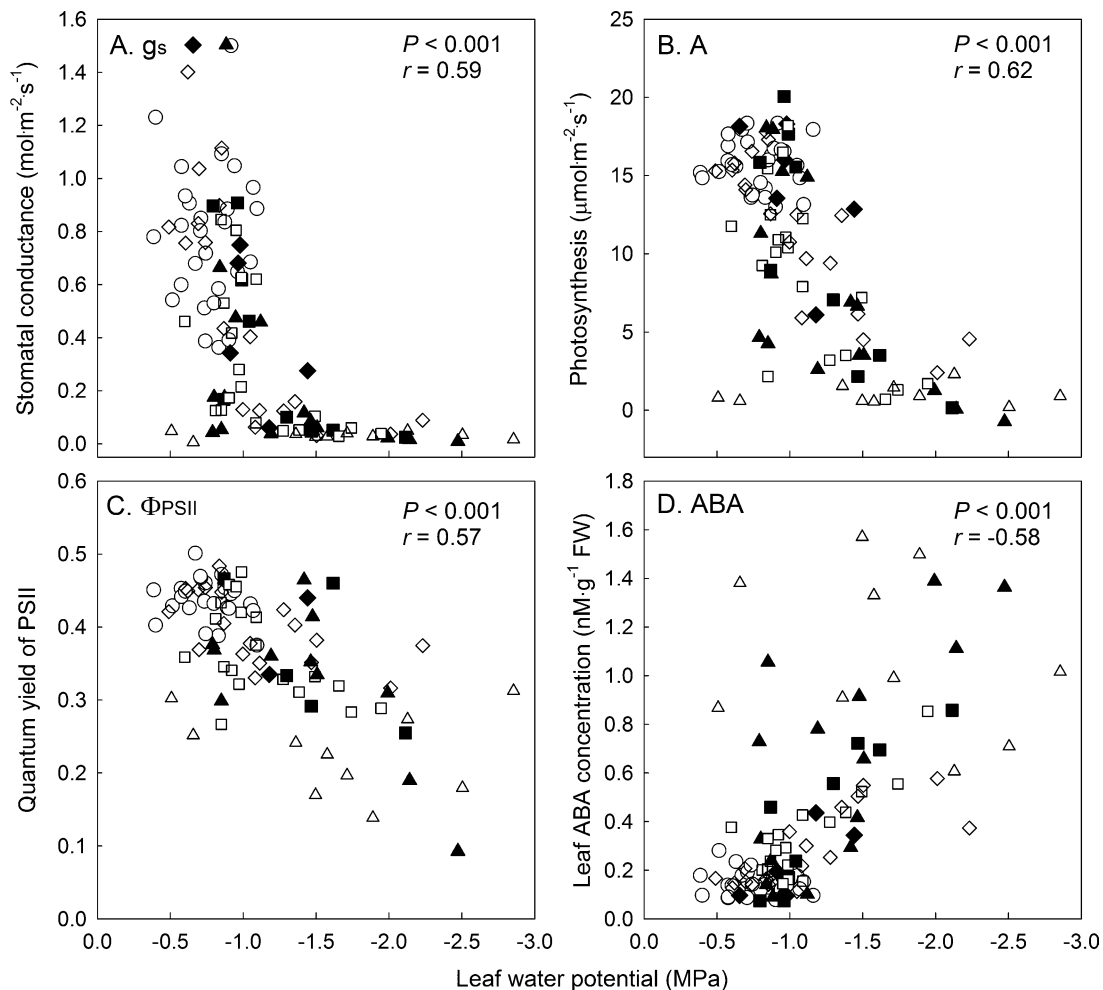 A. gs
P < 0.001
r = 0.59
1.6
1.4
1.2
1.0
0.8
0.6
0.4
0.2
0.0
Stomatal conductance (mol·m⁻²·s⁻¹)
B. A
P < 0.001
r = 0.62
25
20
15
10
5
0
Photosynthesis (μmol·m⁻²·s⁻¹)
C. ΦPSII
P < 0.001
r = 0.57
0.6
0.5
0.4
0.3
0.2
0.1
0.0
Quantum yield of PSII
0.0 -0.5 -1.0 -1.5 -2.0 -2.5 -3.0
D. ABA
P < 0.001
r = -0.58
1.8
1.6
1.4
1.2
1.0
0.8
0.6
0.4
0.2
0.0
Leaf ABA concentration (nM·g⁻¹ FW)
-0.5 -1.0 -1.5 -2.0 -2.5 -3.0
Leaf water potential (MPa)